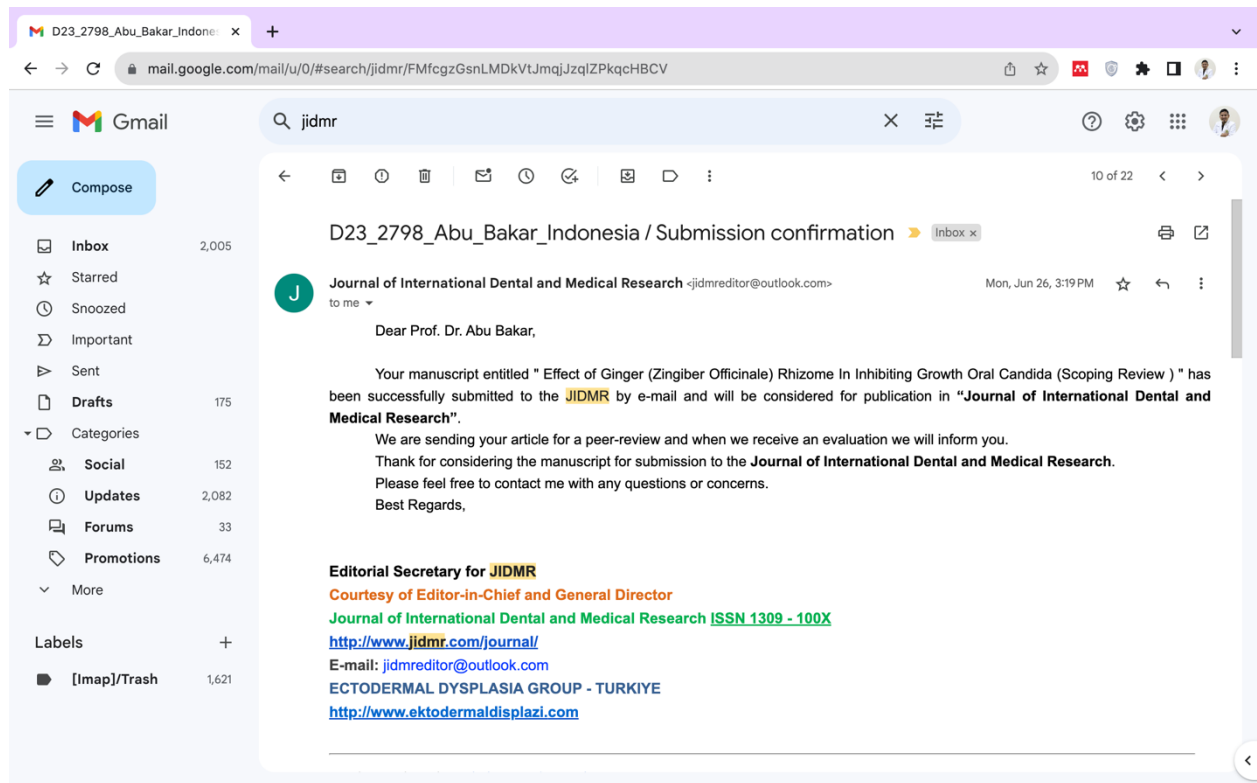 D23_2798_Abu_Bakar_Indone
mail.google.com/mail/u/0/#search/jidmr/FMfcgzGsnLMDkVtJmqjJzqlZPkqcHBCV
Gmail
jidmr
Compose
10 of 22
Inbox 2,005
Starred
Snoozed
Important
Sent
Drafts 175
Categories
Social 152
Updates 2,082
Forums 33
Promotions 6,474
More
Labels
[Imap]/Trash 1,621
D23_2798_Abu_Bakar_Indonesia / Submission confirmation Inbox x
J
Journal of International Dental and Medical Research <jidmreditor@outlook.com> Mon, Jun 26, 3:19 PM
to me
Dear Prof. Dr. Abu Bakar,
Your manuscript entitled " Effect of Ginger (Zingiber Officinale) Rhizome In Inhibiting Growth Oral Candida (Scoping Review ) " has
been successfully submitted to the JIDMR by e-mail and will be considered for publication in “Journal of International Dental and
Medical Research”.
We are sending your article for a peer-review and when we receive an evaluation we will inform you.
Thank for considering the manuscript for submission to the Journal of International Dental and Medical Research.
Please feel free to contact me with any questions or concerns.
Best Regards,
Editorial Secretary for JIDMR
Courtesy of Editor-in-Chief and General Director
Journal of International Dental and Medical Research ISSN 1309 - 100X
http://www.jidmr.com/journal/
E-mail: jidmreditor@outlook.com
ECTODERMAL DYSPLASIA GROUP - TURKIYE
http://www.ektodermaldisplazi.com